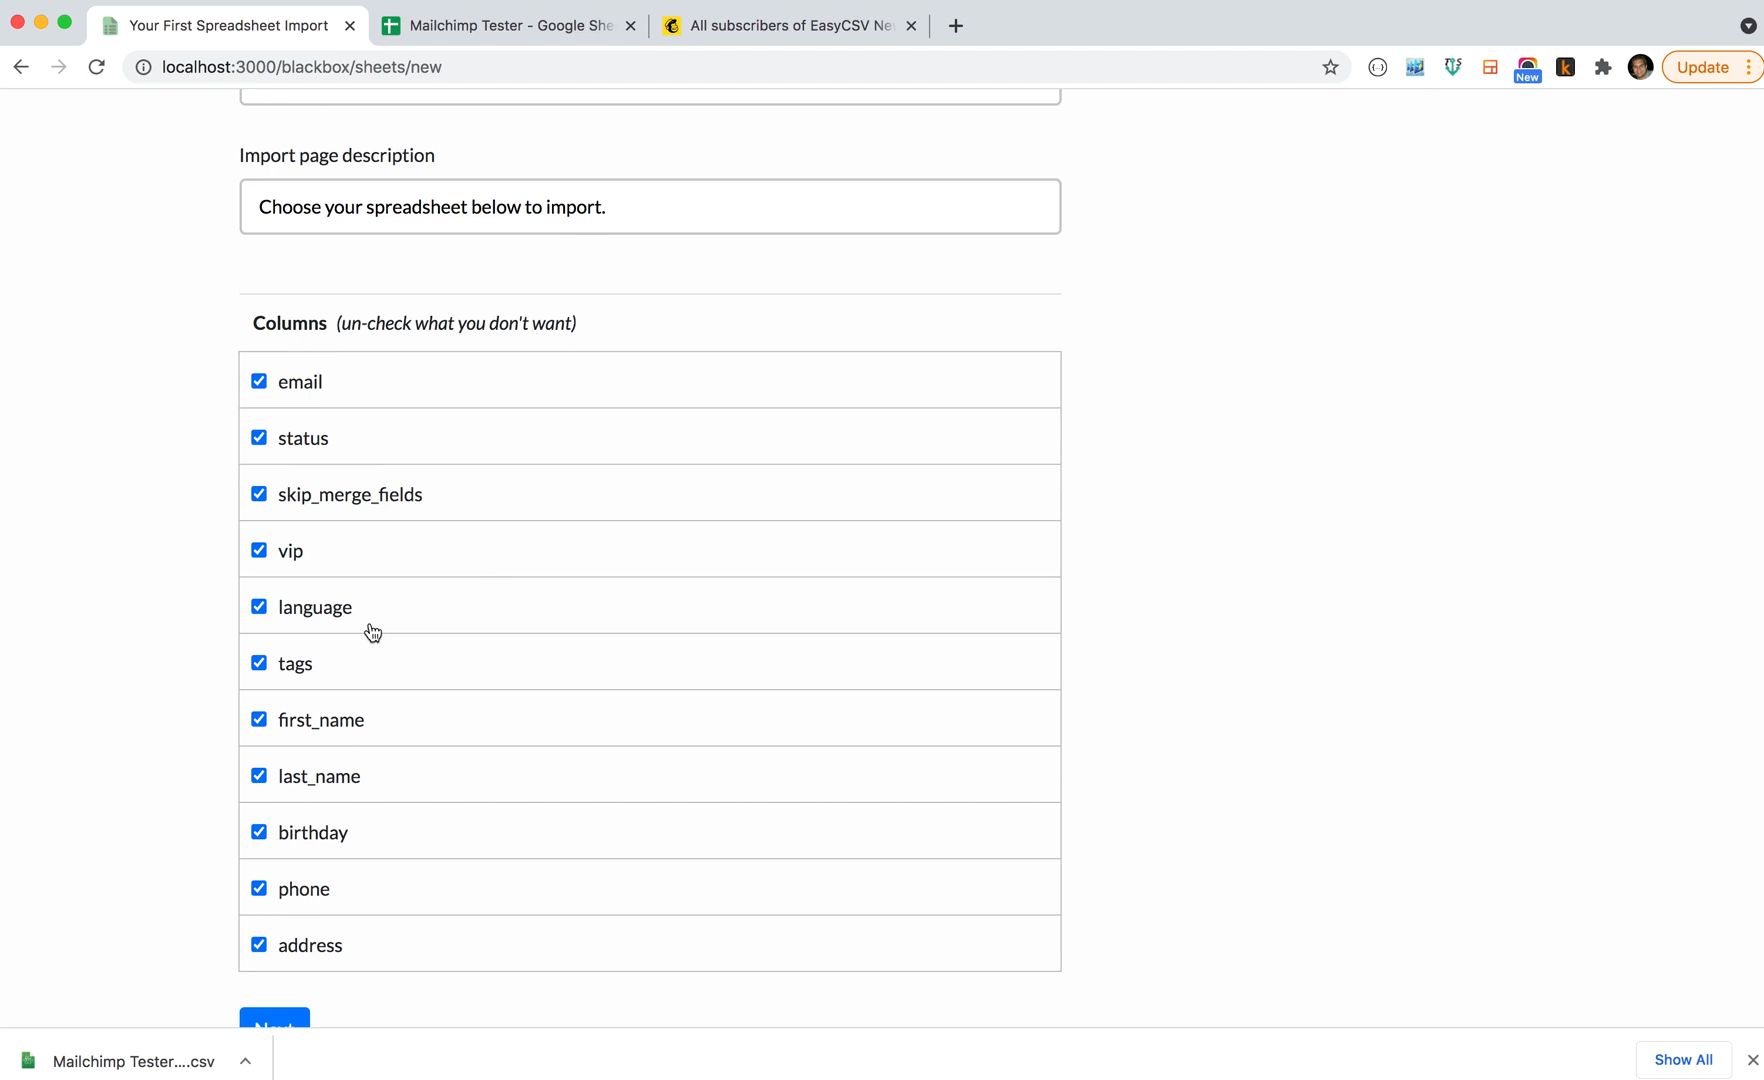 Your First Spreadsheet Import
Mailchimp Tester - Google She
All subscribers of EasyCSV Ne
localhost:3000/blackbox/sheets/new
New
Update
Import page description
Choose your spreadsheet below to import.
Columns (un-check what you don't want)
email
status
skip_merge_fields
vip
language
tags
first_name
last_name
birthday
phone
address
Next
Mailchimp Tester....csv
Show All